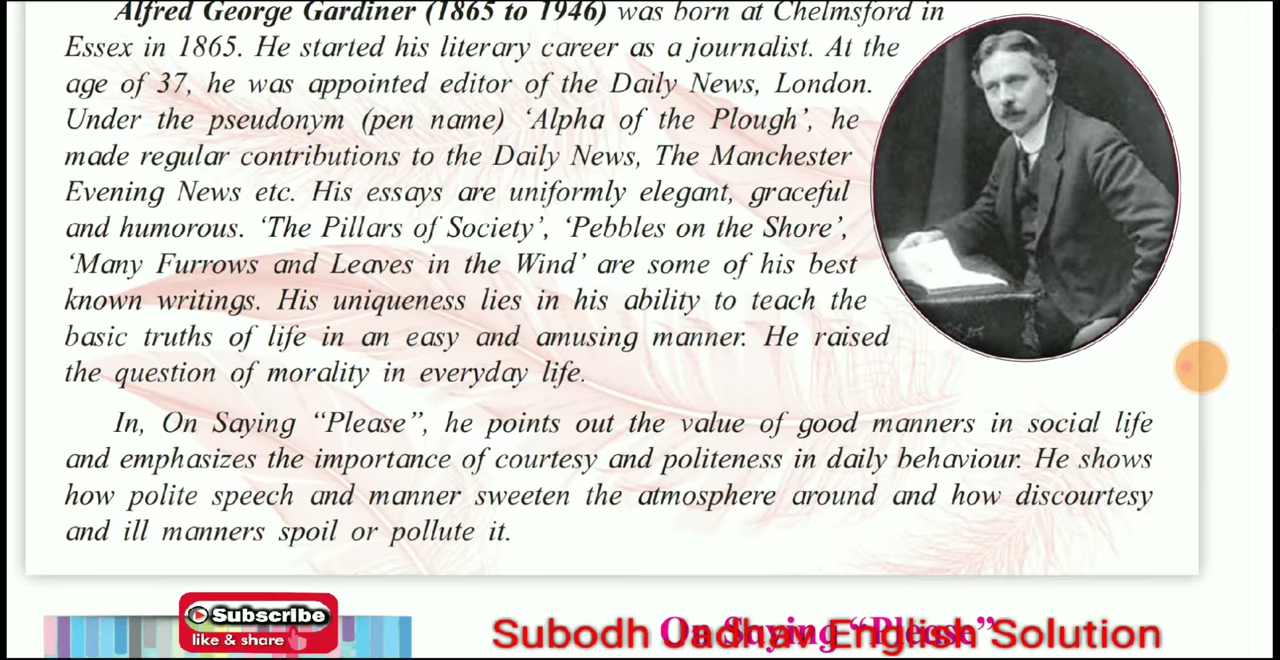 Alfred George Gardiner (1865 to 1946) was born at Chelmsford in
Essex in 1865. He started his literary career as a journalist. At the
age of 37, he was appointed editor of the Daily News, London.
Under the pseudonym (pen name) ‘Alpha of the Plough’, he
made regular contributions to the Daily News, The Manchester
Evening News etc. His essays are uniformly elegant, graceful
and humorous. ‘The Pillars of Society’, ‘Pebbles on the Shore’,
‘Many Furrows and Leaves in the Wind’ are some of his best
known writings. His uniqueness lies in his ability to teach the
basic truths of life in an easy and amusing manner. He raised
the question of morality in everyday life.
In, On Saying “Please”, he points out the value of good manners in social life
and emphasizes the importance of courtesy and politeness in daily behaviour. He shows
how polite speech and manner sweeten the atmosphere around and how discourtesy
and ill manners spoil or pollute it.
Subscribe
like & share
On Saying “Please”
Subodh Jadhav English Solution